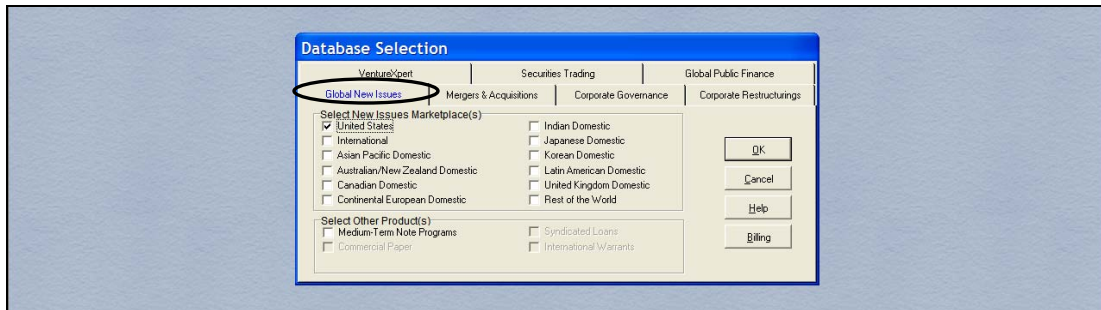 Database Selection
VentureXpert
Securities Trading
Global Public Finance
Global New Issues
Mergers & Acquisitions
Corporate Governance
Corporate Restructurings
Select New Issues Marketplace(s)
United States
Indian Domestic
International
Japanese Domestic
Asian Pacific Domestic
Korean Domestic
Australian/New Zealand Domestic
Latin American Domestic
Canadian Domestic
United Kingdom Domestic
Continental European Domestic
Rest of the World
OK
Cancel
Help
Billing
Select Other Product(s)
Medium-Term Note Programs
Syndicated Loans
Commercial Paper
International Warrants